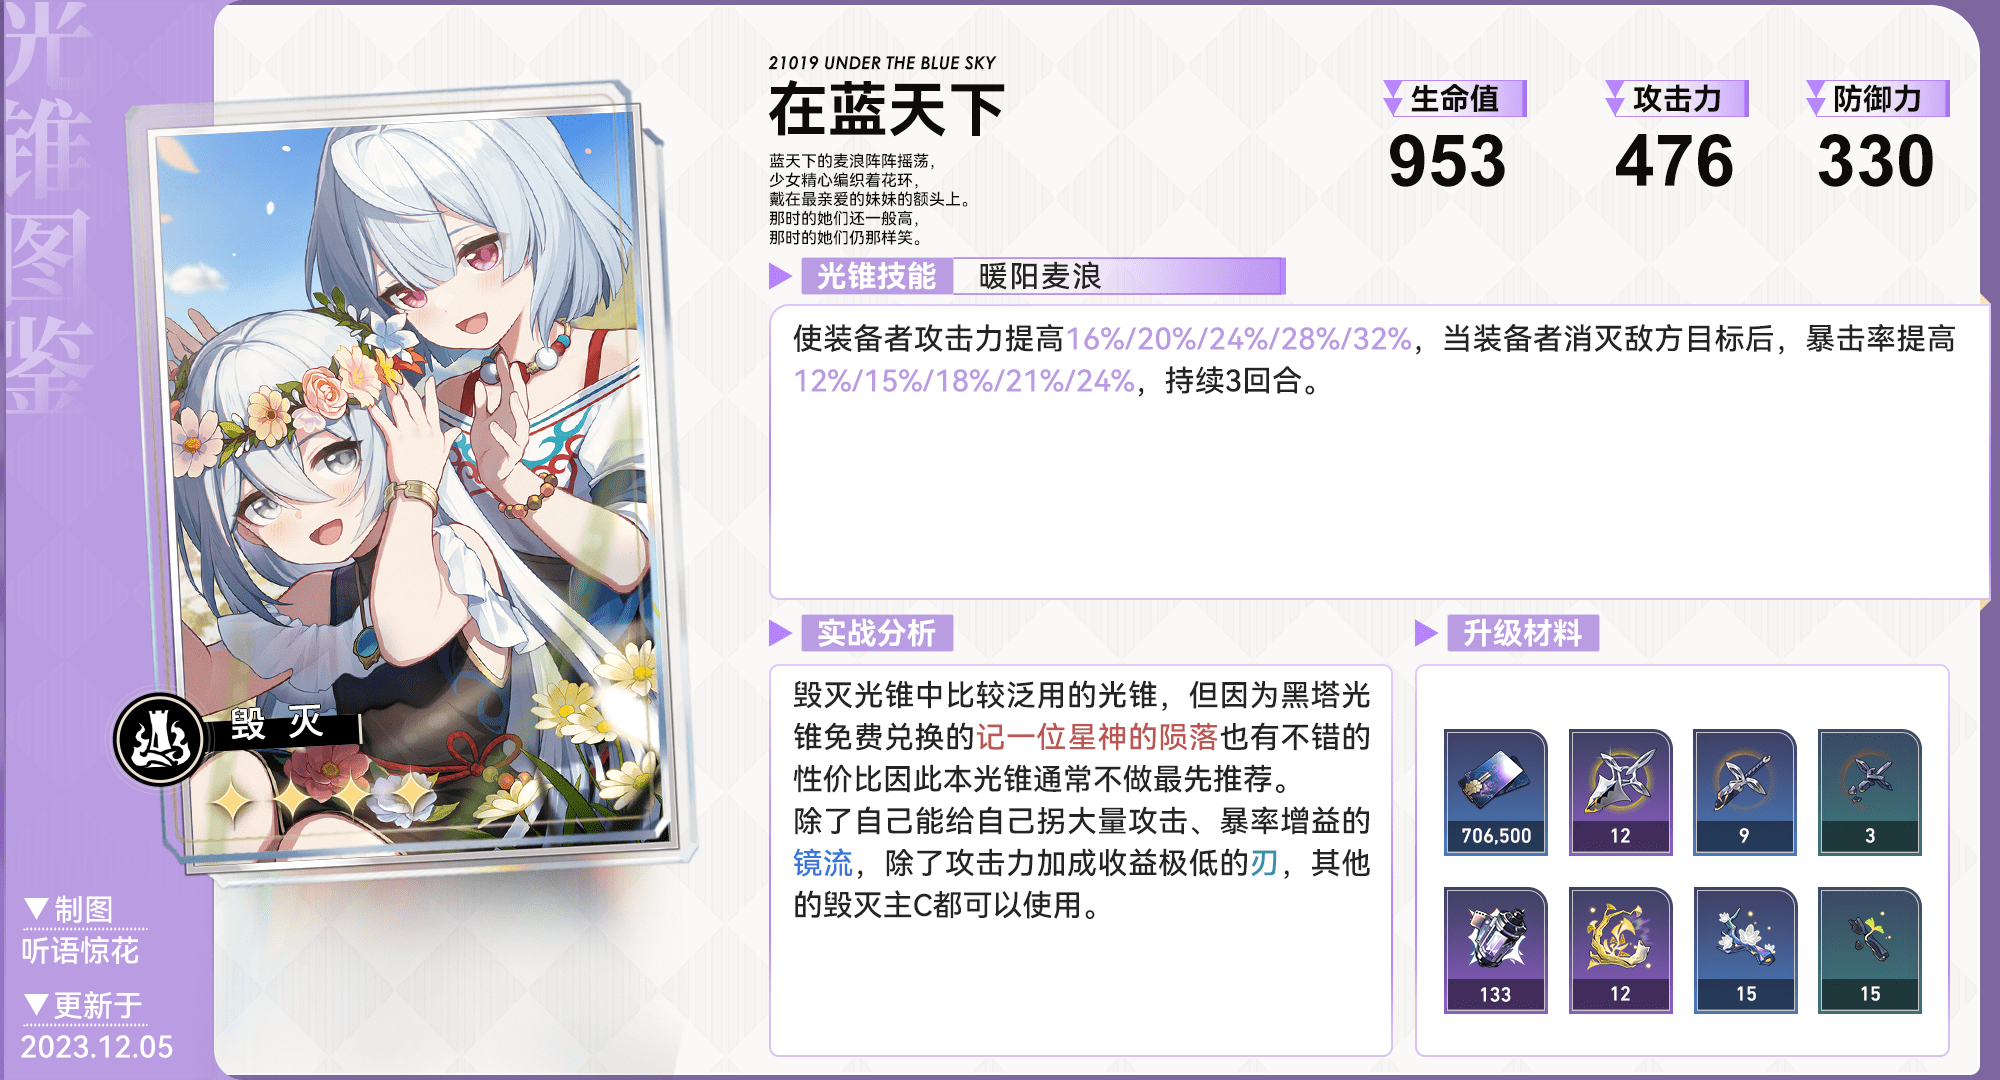 光锥图鉴
21019 UNDER THE BLUE SKY
在蓝天下
蓝天下的麦浪阵阵摇荡，
少女精心编织着花环，
戴在最亲爱的妹妹的额头上。
那时的她们还一般高，
那时的她们仍那样笑。
生命值
953
攻击力
476
防御力
330
光锥技能
暖阳麦浪
使装备者攻击力提高16%/20%/24%/28%/32%，当装备者消灭敌方目标后，暴击率提高
12%/15%/18%/21%/24%，持续3回合。
毁灭
实战分析
毁灭光锥中比较泛用的光锥，但因为黑塔光
锥免费兑换的记一位星神的陨落也有不错的
性价比因此本光锥通常不做最先推荐。
除了自己能给自己拐大量攻击、暴率增益的
镜流，除了攻击力加成收益极低的刃，其他
的毁灭主C都可以使用。
升级材料
706,500
12
9
3
133
12
15
15
制图
听语惊花
更新于
2023.12.05